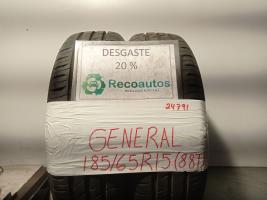 DESGASTE
20 %
Recoautos
24791
GENERAL
185/65R15(88T)